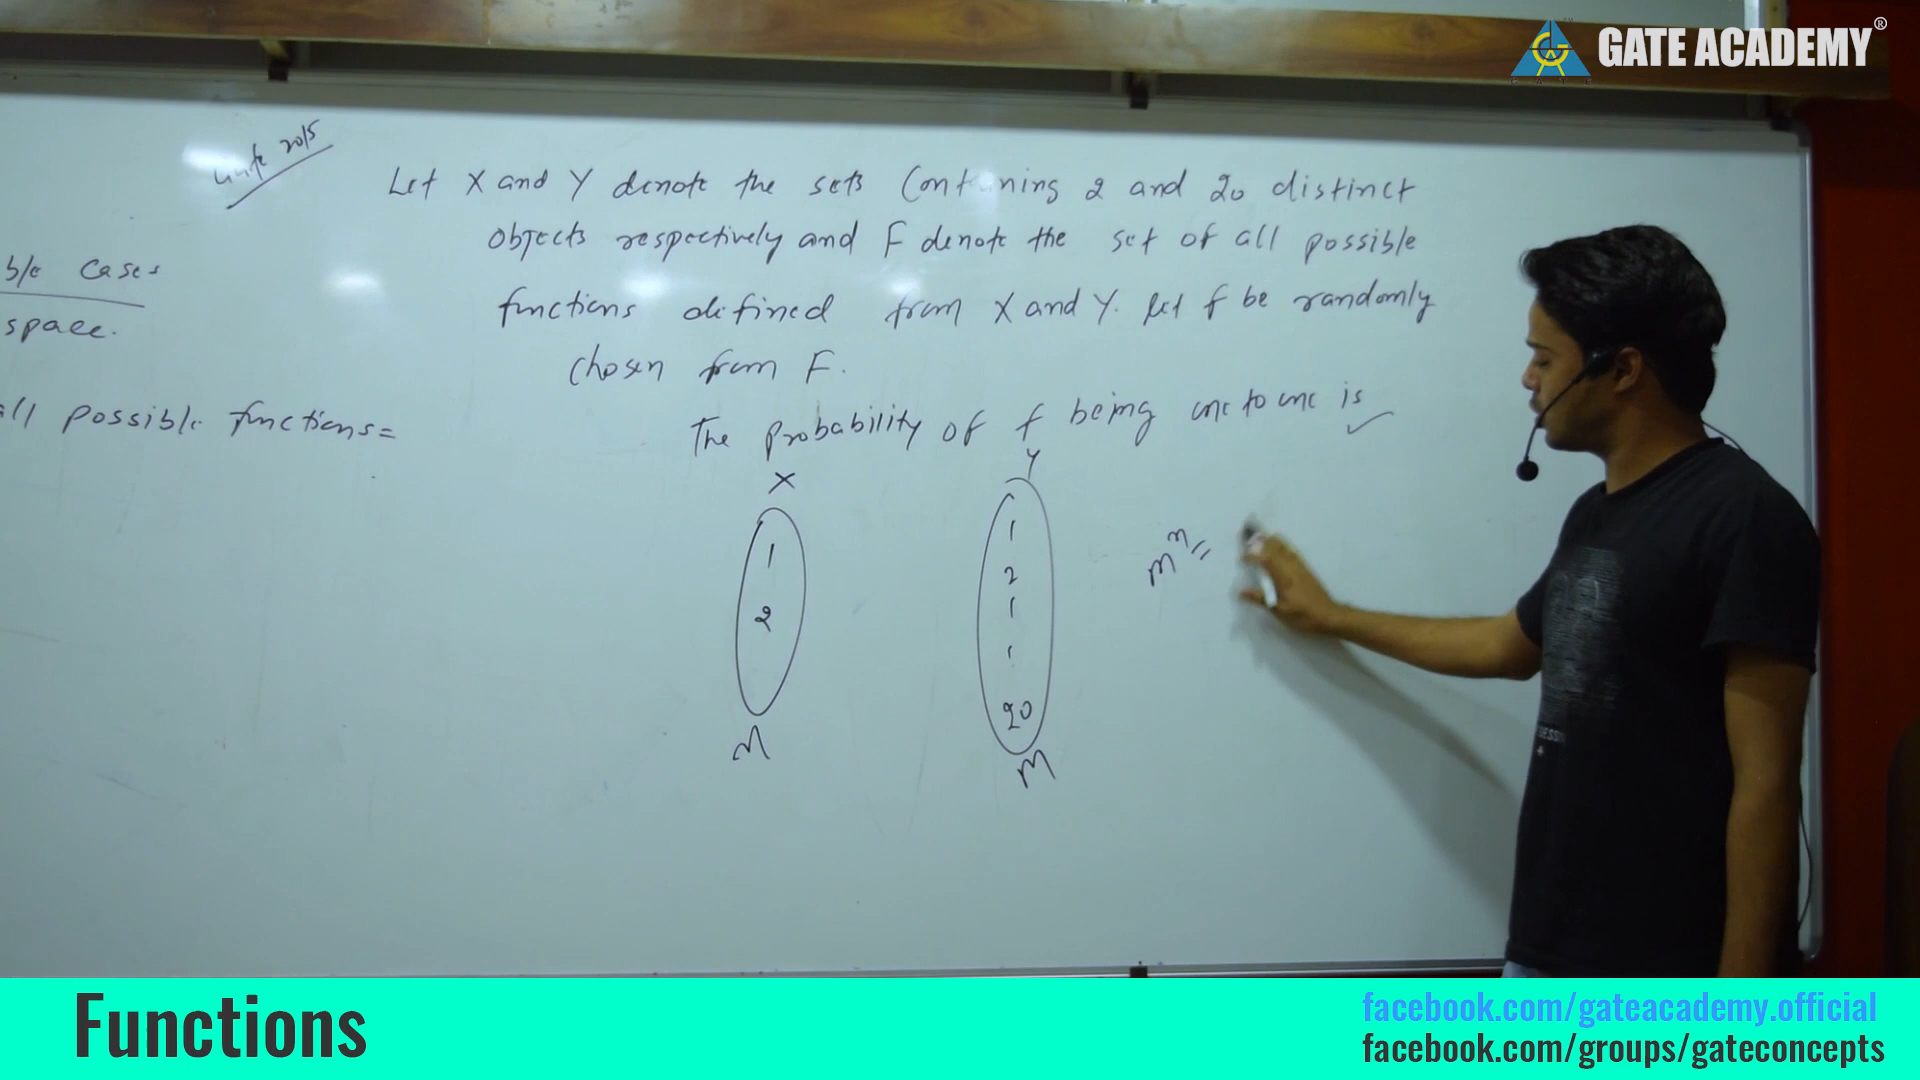 GATE ACADEMY®
2015
Let X and Y denote the sets Containing 2 and 20 distinct
objects respectively and F denote the set of all possible
functions defined from X and Y. let f be randomly
chosen from F.
The probability of f being one to one is
ble cases
space.
all possible functions=
X
Y
1
2
1
2
20
n
m
mⁿ=
Functions
facebook.com/gateacademy.official
facebook.com/groups/gateconcepts